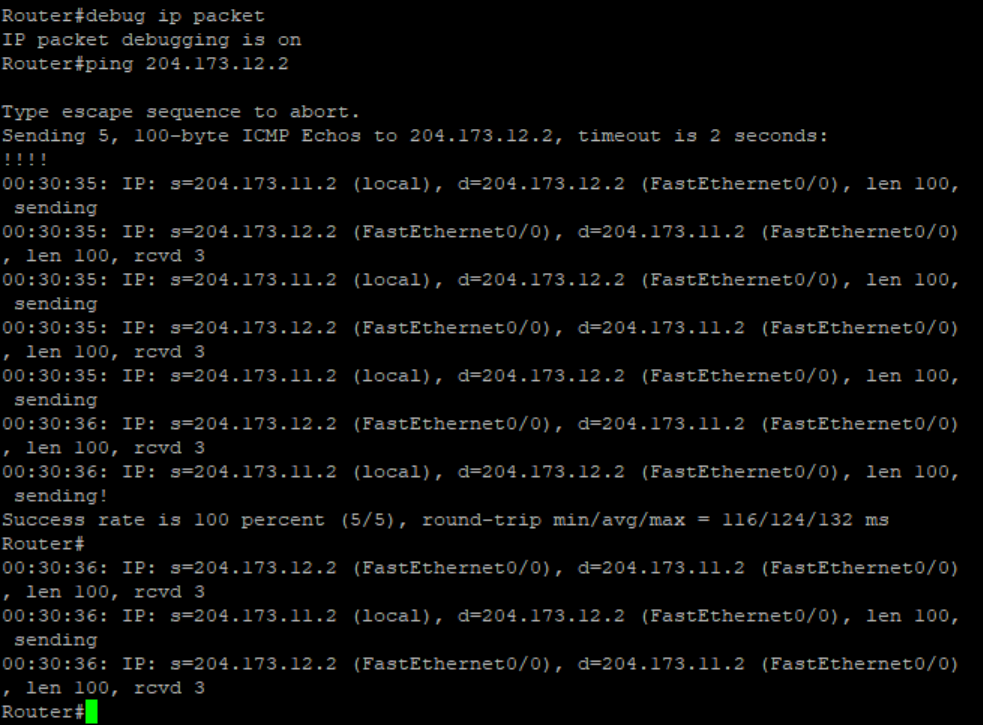 Router#debug ip packet
IP packet debugging is on
Router#ping 204.173.12.2
Type escape sequence to abort.
Sending 5, 100-byte ICMP Echos to 204.173.12.2, timeout is 2 seconds:
!!!!
00:30:35: IP: s=204.173.11.2 (local), d=204.173.12.2 (FastEthernet0/0), len 100,
 sending
00:30:35: IP: s=204.173.12.2 (FastEthernet0/0), d=204.173.11.2 (FastEthernet0/0)
, len 100, rcvd 3
00:30:35: IP: s=204.173.11.2 (local), d=204.173.12.2 (FastEthernet0/0), len 100,
 sending
00:30:35: IP: s=204.173.12.2 (FastEthernet0/0), d=204.173.11.2 (FastEthernet0/0)
, len 100, rcvd 3
00:30:35: IP: s=204.173.11.2 (local), d=204.173.12.2 (FastEthernet0/0), len 100,
 sending
00:30:36: IP: s=204.173.12.2 (FastEthernet0/0), d=204.173.11.2 (FastEthernet0/0)
, len 100, rcvd 3
00:30:36: IP: s=204.173.11.2 (local), d=204.173.12.2 (FastEthernet0/0), len 100,
 sending!
Success rate is 100 percent (5/5), round-trip min/avg/max = 116/124/132 ms
Router#
00:30:36: IP: s=204.173.12.2 (FastEthernet0/0), d=204.173.11.2 (FastEthernet0/0)
, len 100, rcvd 3
00:30:36: IP: s=204.173.11.2 (local), d=204.173.12.2 (FastEthernet0/0), len 100,
 sending
00:30:36: IP: s=204.173.12.2 (FastEthernet0/0), d=204.173.11.2 (FastEthernet0/0)
, len 100, rcvd 3
Router#